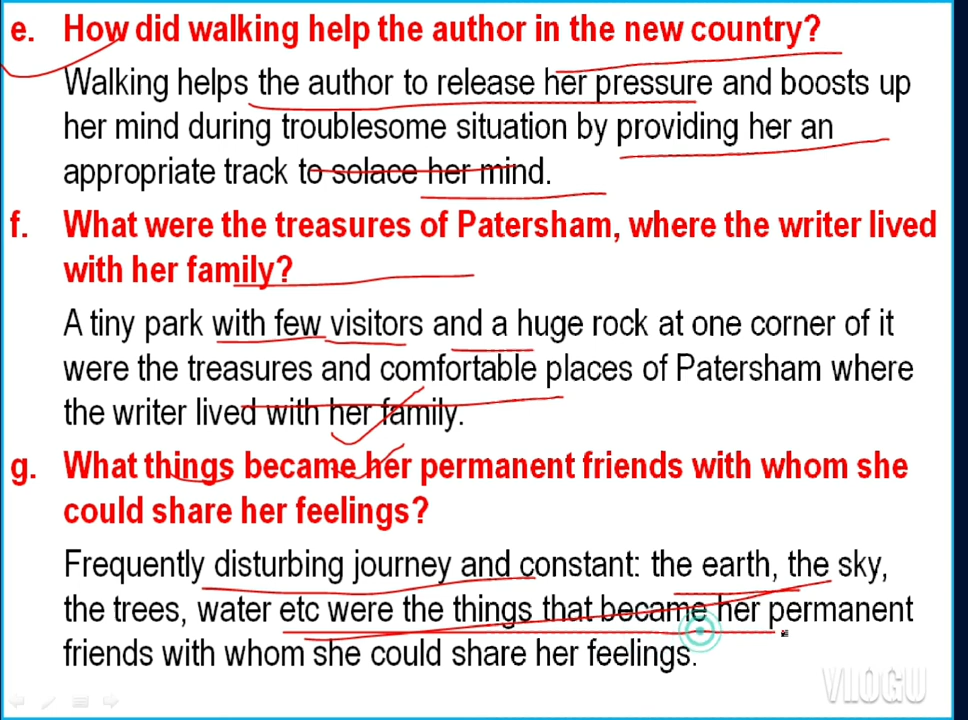 e. How did walking help the author in the new country?
Walking helps the author to release her pressure and boosts up
her mind during troublesome situation by providing her an
appropriate track to solace her mind.
f. What were the treasures of Patersham, where the writer lived
with her family?
A tiny park with few visitors and a huge rock at one corner of it
were the treasures and comfortable places of Patersham where
the writer lived with her family.
g. What things became her permanent friends with whom she
could share her feelings?
Frequently disturbing journey and constant: the earth, the sky,
the trees, water etc were the things that became her permanent
friends with whom she could share her feelings.
VLOGU